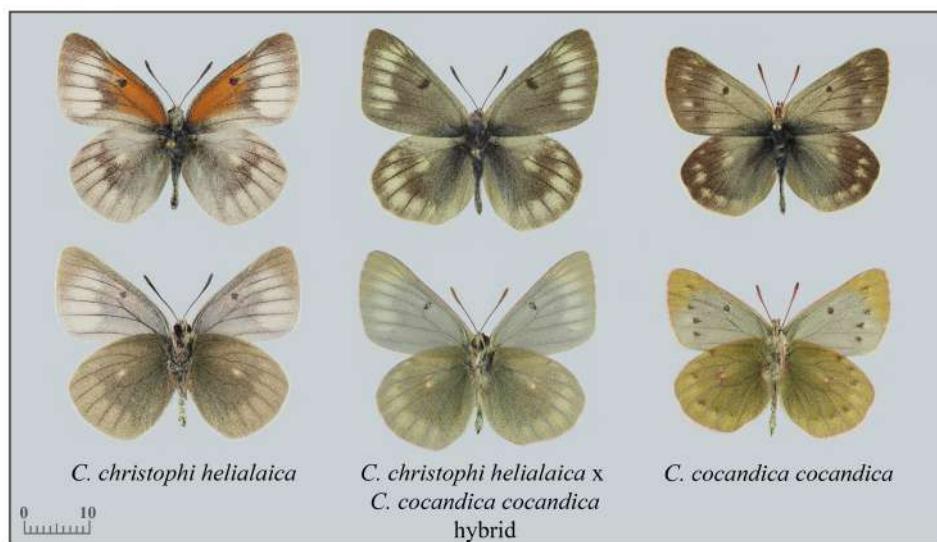 C. christophi helialaica
C. christophi helialaica x
C. cocandica cocandica
hybrid
C. cocandica cocandica
0 10